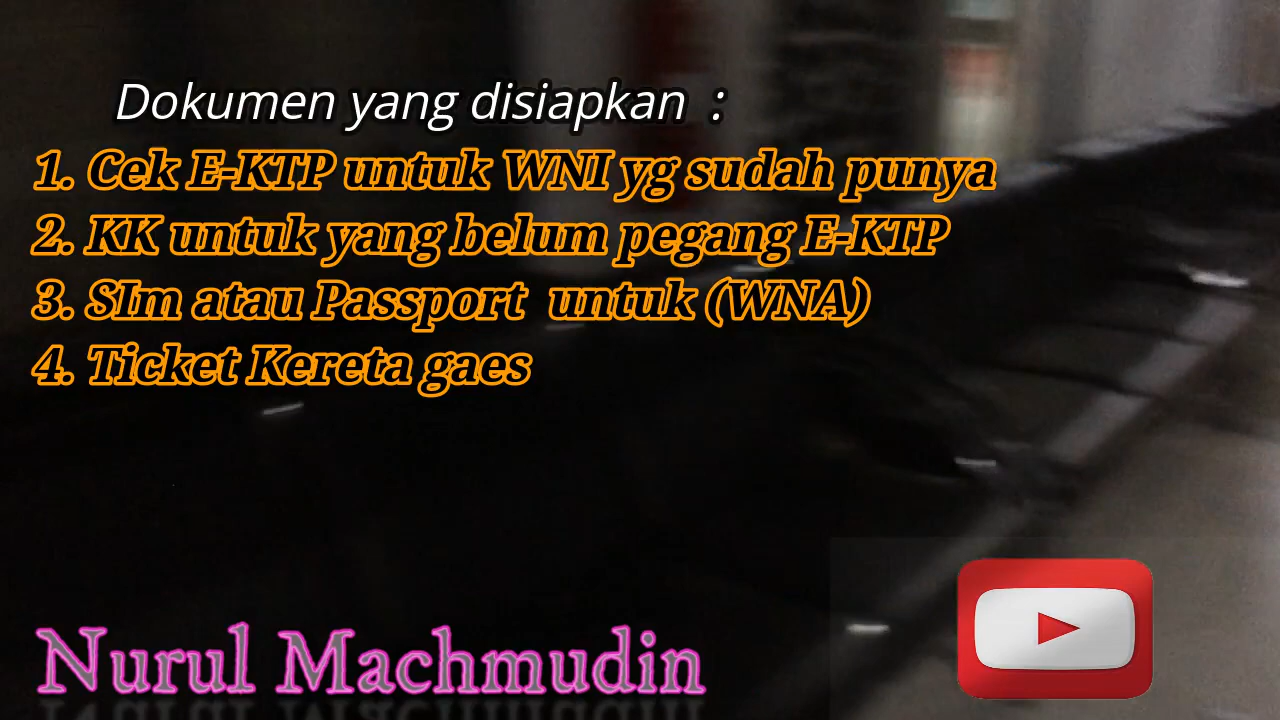 Dokumen yang disiapkan :
1. Cek E-KTP untuk WNI yg sudah punya
2. KK untuk yang belum pegang E-KTP
3. SIm atau Passport untuk (WNA)
4. Ticket Kereta gaes
Nurul Machmudin